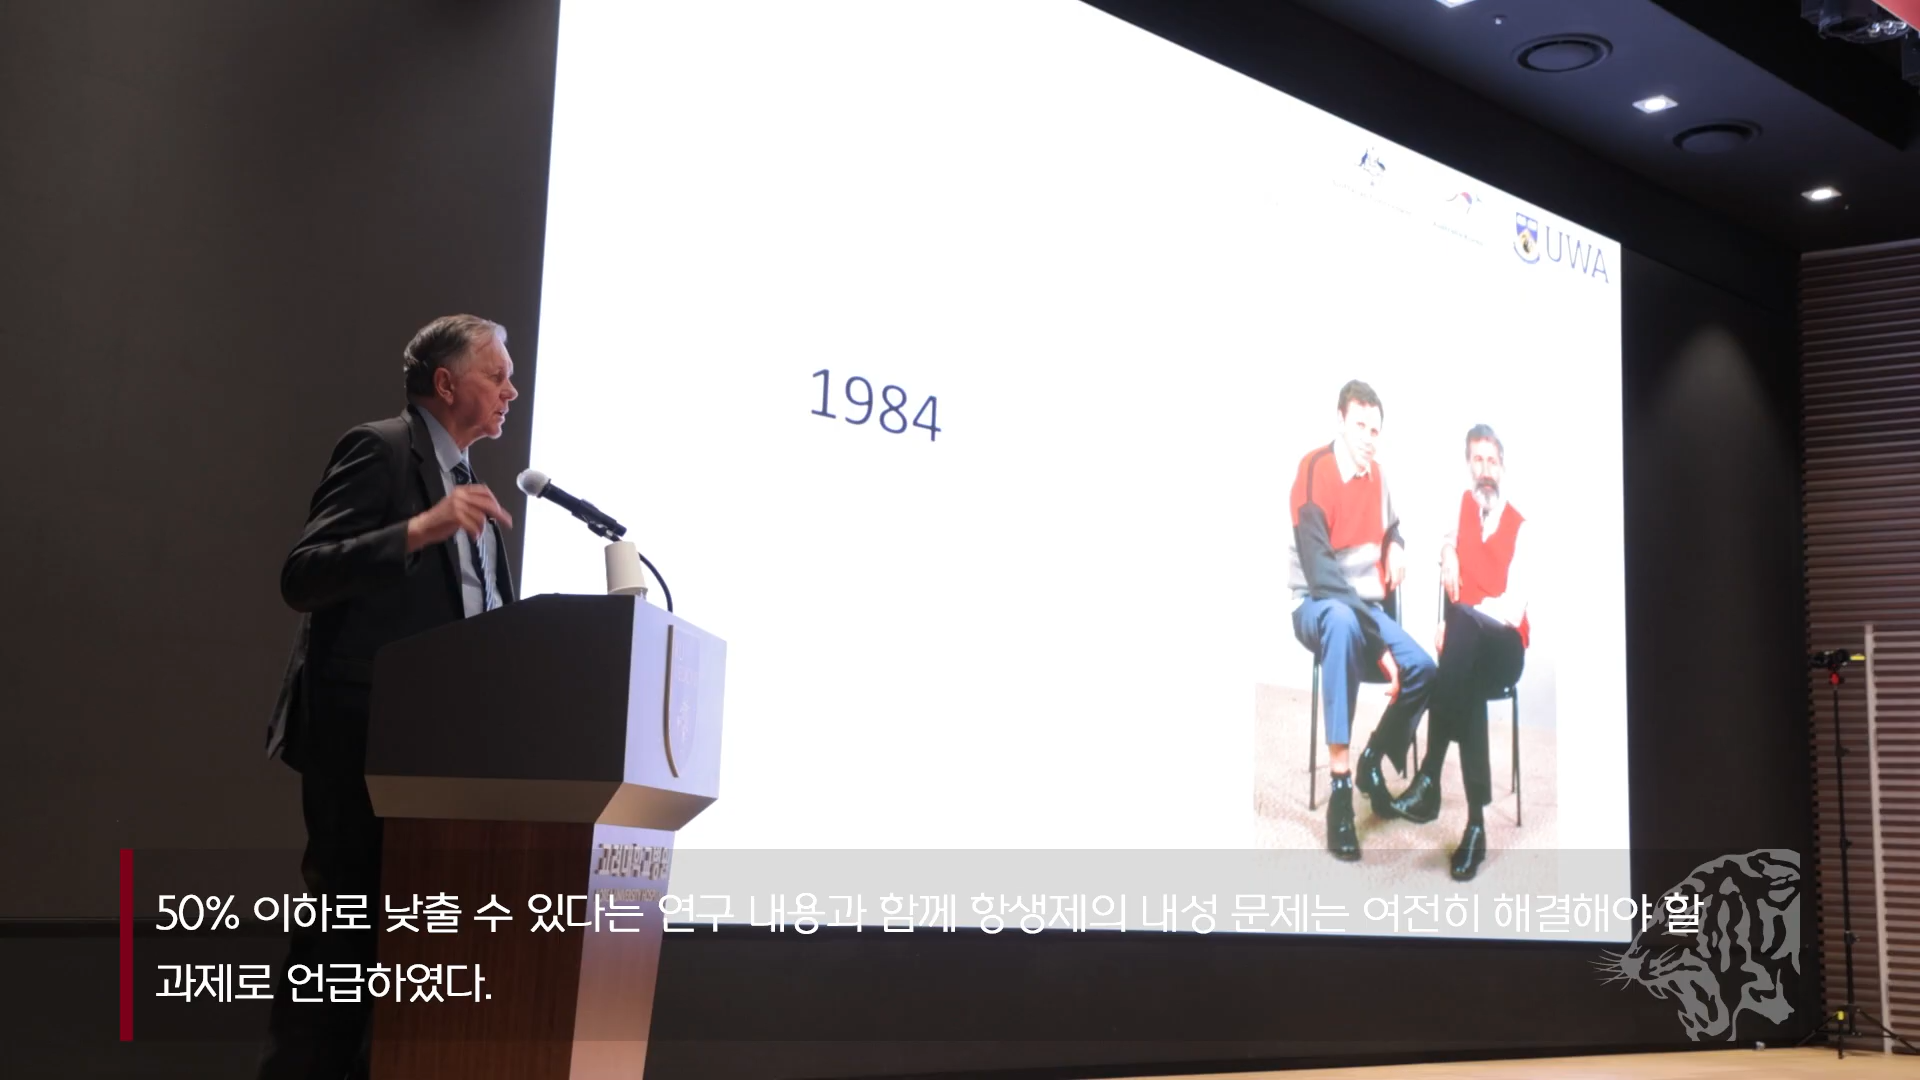 UWA
1984
50% 이하로 낮출 수 있다는 연구 내용과 함께 항생제의 내성 문제는 여전히 해결해야 할
과제로 언급하였다.